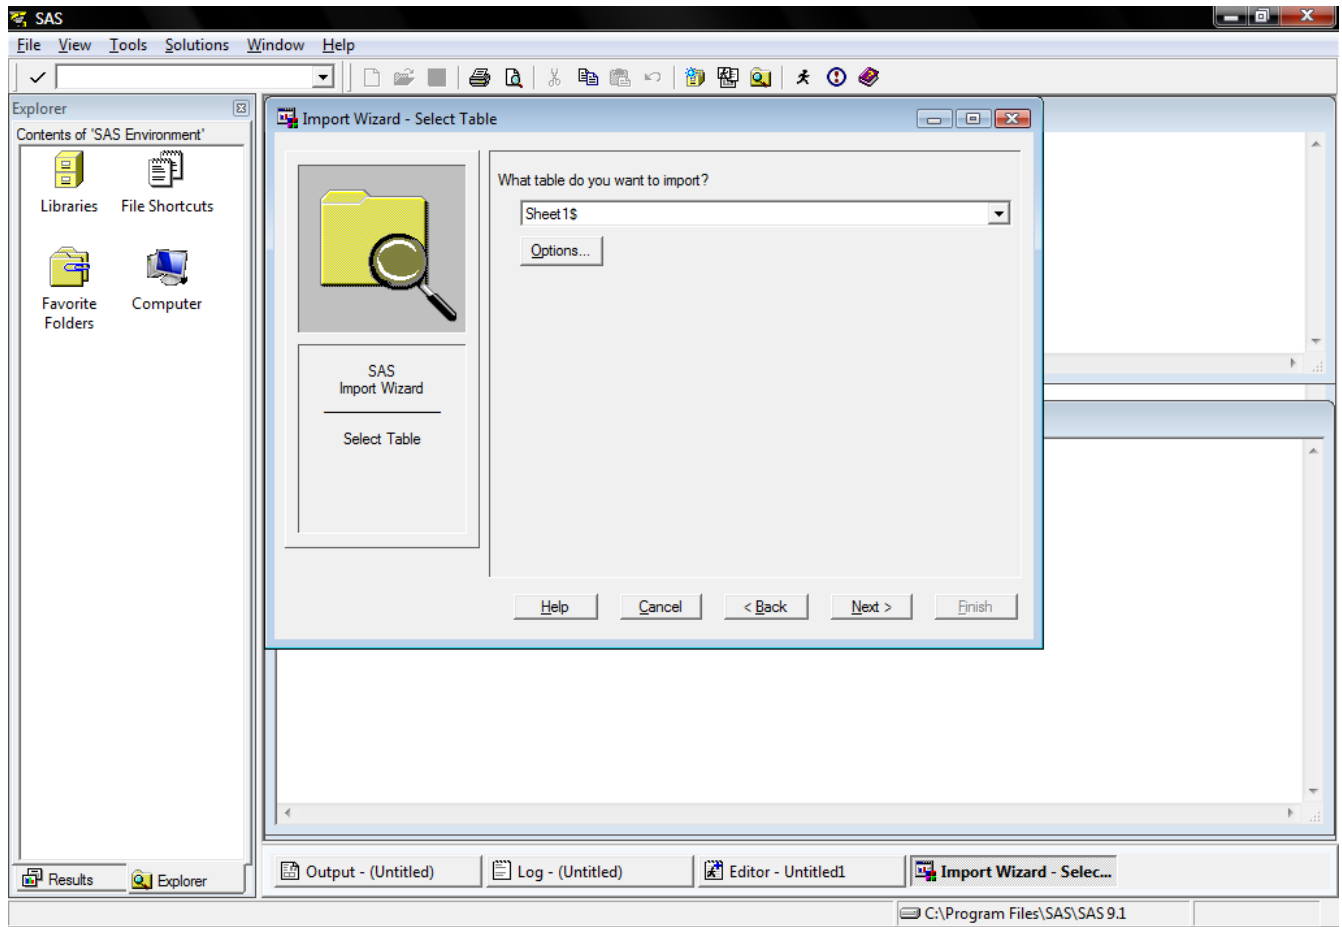 SAS
File View Tools Solutions Window Help
Explorer
Contents of 'SAS Environment'
Libraries
File Shortcuts
Favorite
Folders
Computer
Import Wizard - Select Table
What table do you want to import?
Sheet1$
Options...
SAS
Import Wizard
Select Table
Help
Cancel
< Back
Next >
Finish
Results
Explorer
Output - (Untitled)
Log - (Untitled)
Editor - Untitled1
Import Wizard - Selec...
C:\Program Files\SAS\SAS 9.1